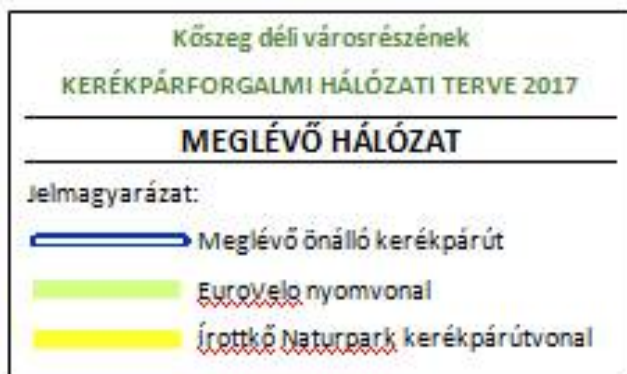 Kőszeg déli városrészének
KERÉKPÁRFORGALMI HÁLÓZATI TERVE 2017
MEGLÉVŐ HÁLÓZAT
Jelmagyarázat:
Meglévő önálló kerékpárút
EuroVelo nyomvonal
Írottkő Naturpark kerékpárútvonal